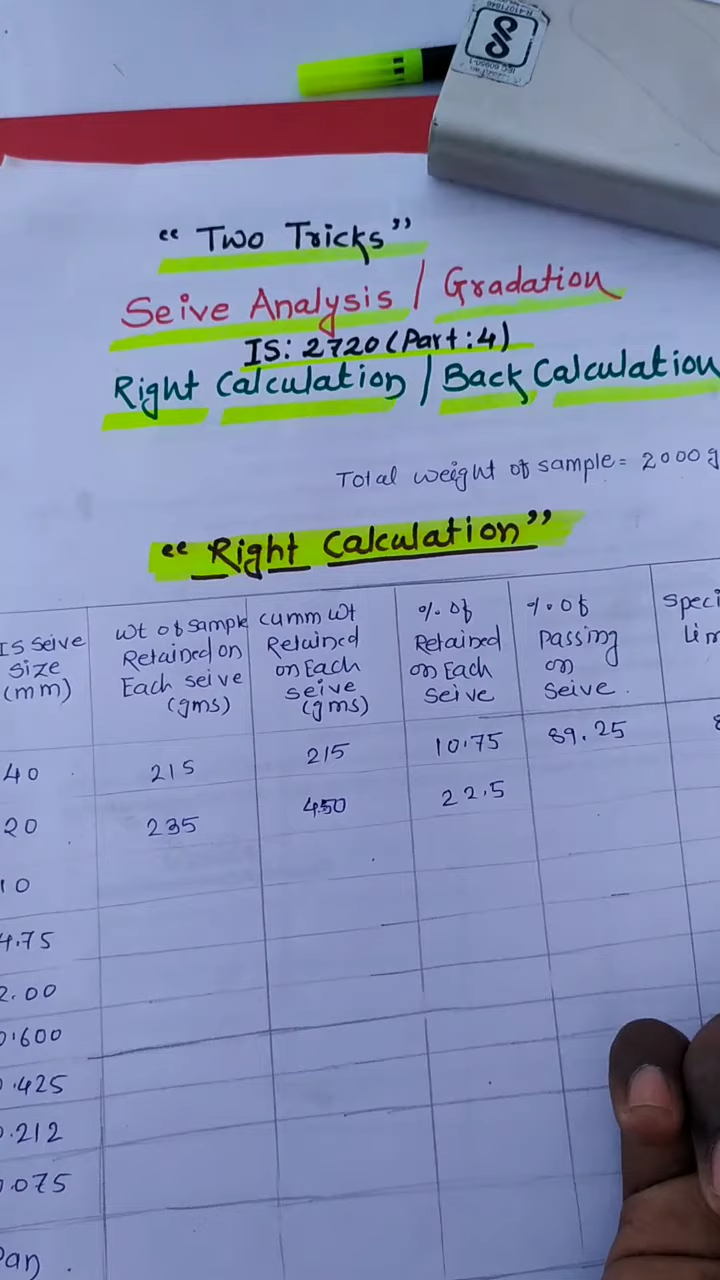 “ Two Tricks ”
Seive Analysis / Gradation
IS: 2720 (Part:4)
Right Calculation / Back Calculation
Total weight of sample = 2000 g
“ Right Calculation ”
IS Seive
size
(mm)
wt of sample
Retained on
Each seive
(gms)
cumm wt
Retained
on Each
seive
(gms)
%. of
Retained
on Each
seive
%. of
Passing
on
seive.
speci
lim
40 215 215 10.75 89.25 8
20 235 450 22.5
10
4.75
2.00
0.600
0.425
0.212
0.075
Pan.